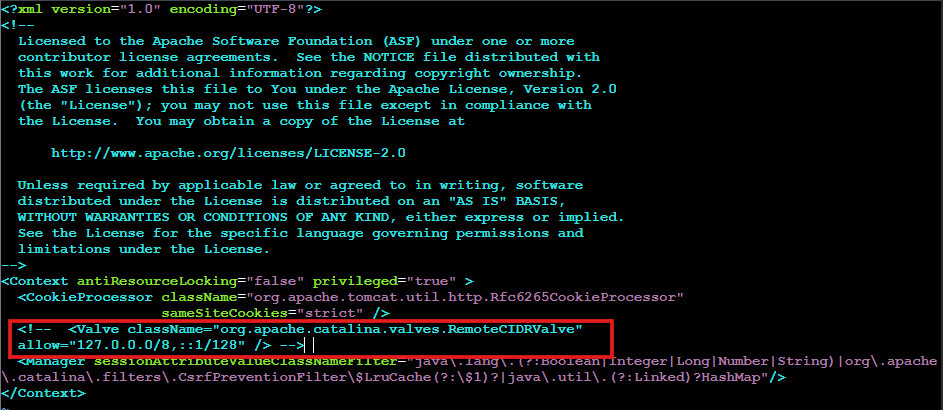 <?xml version="1.0" encoding="UTF-8"?>
<!--
  Licensed to the Apache Software Foundation (ASF) under one or more
  contributor license agreements.  See the NOTICE file distributed with
  this work for additional information regarding copyright ownership.
  The ASF licenses this file to You under the Apache License, Version 2.0
  (the "License"); you may not use this file except in compliance with
  the License.  You may obtain a copy of the License at

      http://www.apache.org/licenses/LICENSE-2.0

  Unless required by applicable law or agreed to in writing, software
  distributed under the License is distributed on an "AS IS" BASIS,
  WITHOUT WARRANTIES OR CONDITIONS OF ANY KIND, either express or implied.
  See the License for the specific language governing permissions and
  limitations under the License.
-->
<Context antiResourceLocking="false" privileged="true" >
  <CookieProcessor className="org.apache.tomcat.util.http.Rfc6265CookieProcessor"
                   sameSiteCookies="strict" />
  <!--  <Valve className="org.apache.catalina.valves.RemoteCIDRValve"
  allow="127.0.0.0/8,::1/128" /> -->
  <Manager sessionAttributeValueClassNameFilter="java\.lang\.(?:Boolean|Integer|Long|Number|String)|org\.apache
\.catalina\.filters\.CsrfPreventionFilter\$LruCache(?:\$1)?|java\.util\.(?:Linked)?HashMap"/>
</Context>